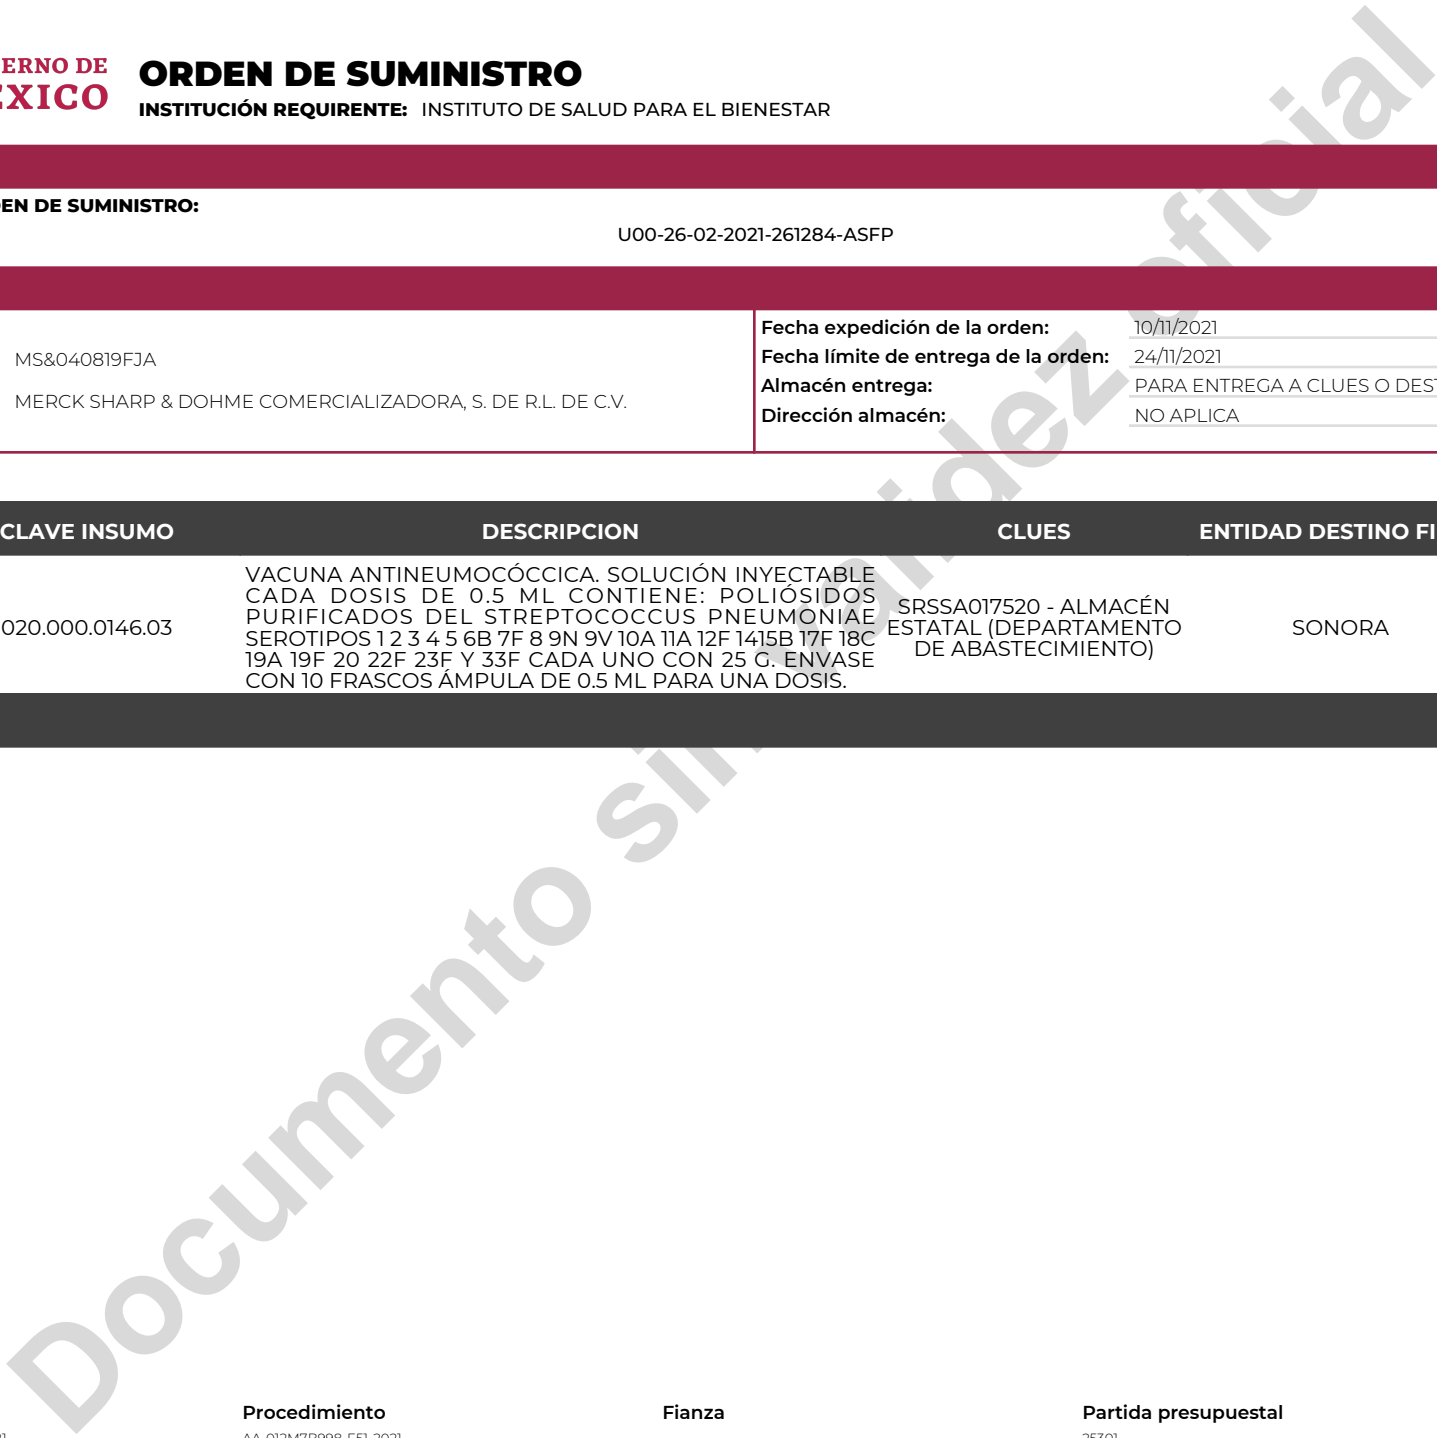 ERNO DE
ÉXICO
ORDEN DE SUMINISTRO
INSTITUCIÓN REQUIRENTE: INSTITUTO DE SALUD PARA EL BIENESTAR
EN DE SUMINISTRO:
U00-26-02-2021-261284-ASFP
MS&040819FJA
MERCK SHARP & DOHME COMERCIALIZADORA, S. DE R.L. DE C.V.
Fecha expedición de la orden: 10/11/2021
Fecha límite de entrega de la orden: 24/11/2021
Almacén entrega: PARA ENTREGA A CLUES O DEST
Dirección almacén: NO APLICA
CLAVE INSUMO DESCRIPCION CLUES ENTIDAD DESTINO FI
020.000.0146.03
VACUNA ANTINEUMOCÓCCICA. SOLUCIÓN INYECTABLE
CADA DOSIS DE 0.5 ML CONTIENE: POLIÓSIDOS
PURIFICADOS DEL STREPTOCOCCUS PNEUMONIAE
SEROTIPOS 1 2 3 4 5 6B 7F 8 9N 9V 10A 11A 12F 1415B 17F 18C
19A 19F 20 22F 23F Y 33F CADA UNO CON 25 G. ENVASE
CON 10 FRASCOS ÁMPULA DE 0.5 ML PARA UNA DOSIS.
SRSSA017520 - ALMACÉN
ESTATAL (DEPARTAMENTO
DE ABASTECIMIENTO)
SONORA
Documento sin validez oficial
Procedimiento Fianza Partida presupuestal